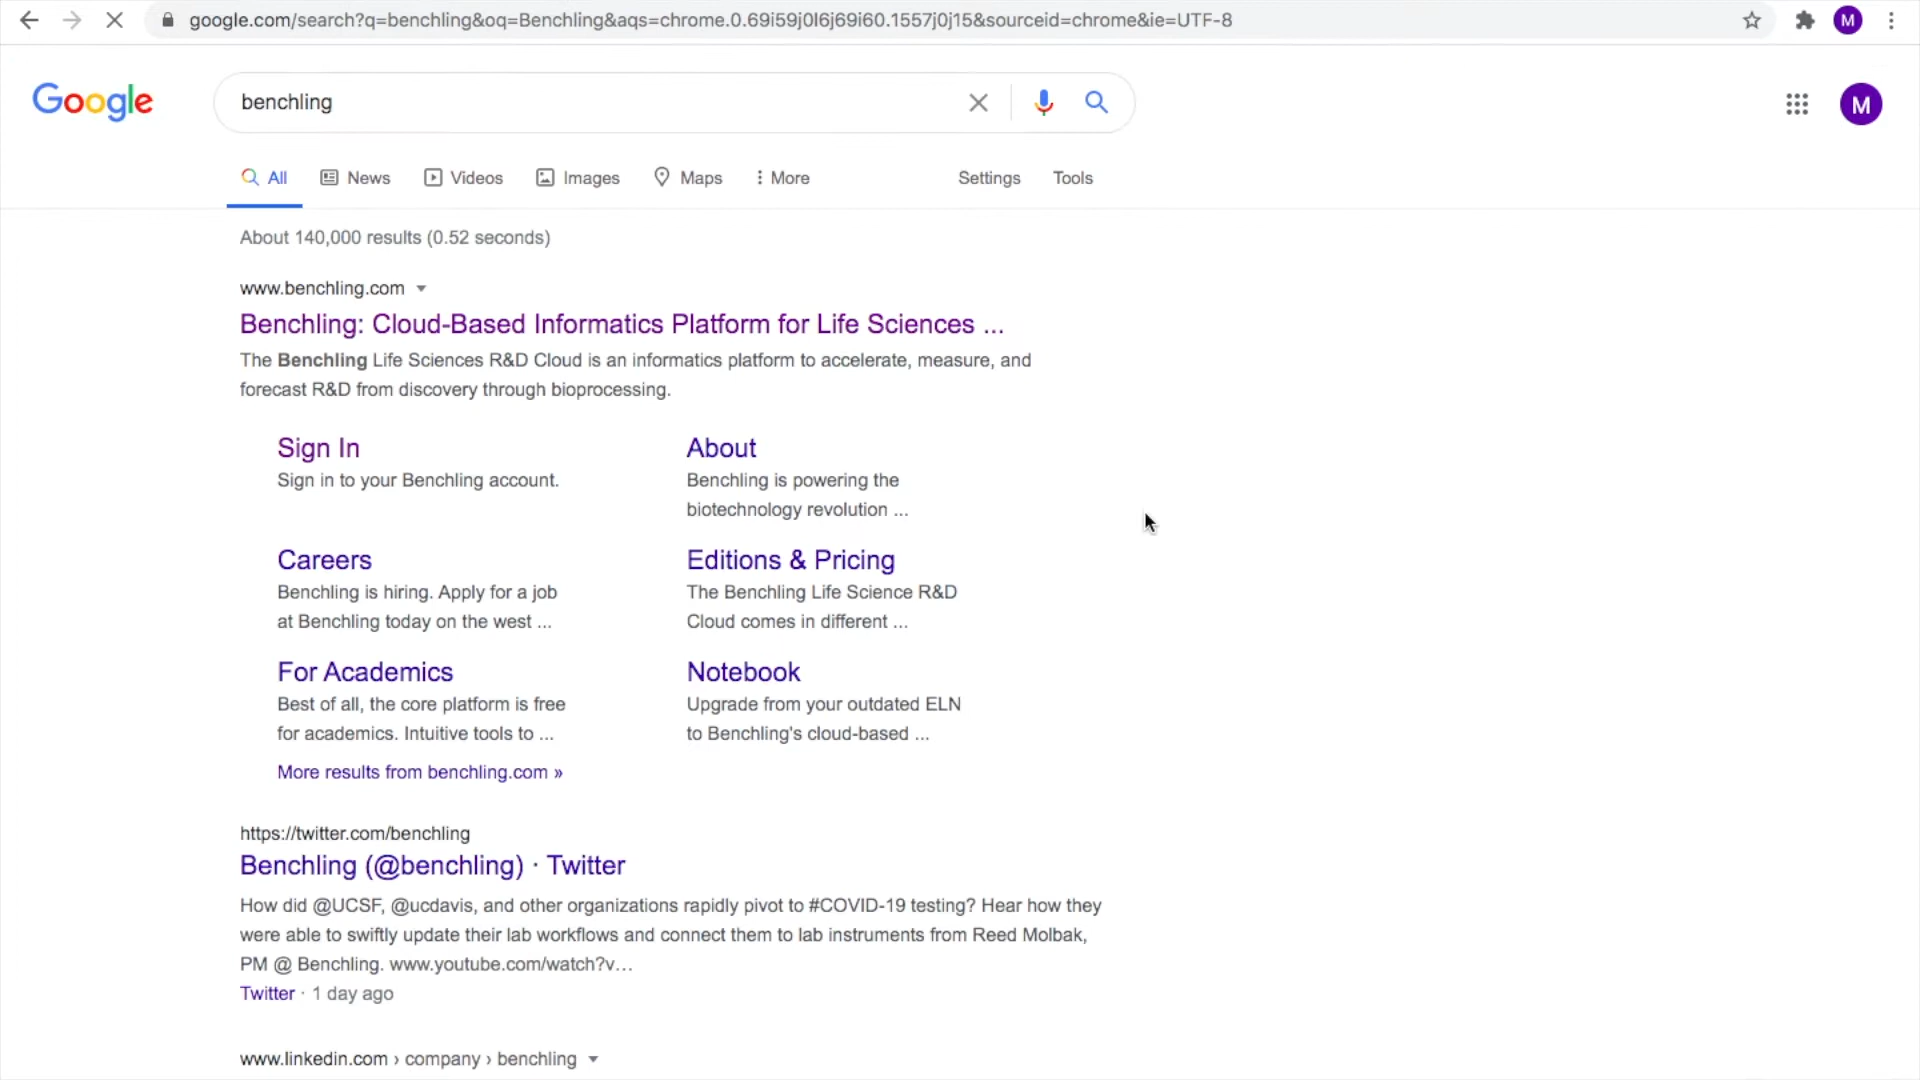 google.com/search?q=benchling&oq=Benchling&aqs=chrome.0.69i59j0l6j69i60.1557j0j15&sourceid=chrome&ie=UTF-8
M
Google
benchling
M
All
News
Videos
Images
Maps
More
Settings
Tools
About 140,000 results (0.52 seconds)
www.benchling.com
Benchling: Cloud-Based Informatics Platform for Life Sciences ...
The Benchling Life Sciences R&D Cloud is an informatics platform to accelerate, measure, and
forecast R&D from discovery through bioprocessing.
Sign In
Sign in to your Benchling account.
About
Benchling is powering the
biotechnology revolution ...
Careers
Benchling is hiring. Apply for a job
at Benchling today on the west ...
Editions & Pricing
The Benchling Life Science R&D
Cloud comes in different ...
For Academics
Best of all, the core platform is free
for academics. Intuitive tools to ...
Notebook
Upgrade from your outdated ELN
to Benchling's cloud-based ...
More results from benchling.com »
https://twitter.com/benchling
Benchling (@benchling) · Twitter
How did @UCSF, @ucdavis, and other organizations rapidly pivot to #COVID-19 testing? Hear how they
were able to swiftly update their lab workflows and connect them to lab instruments from Reed Molbak,
PM @ Benchling. www.youtube.com/watch?v…
Twitter · 1 day ago
www.linkedin.com › company › benchling